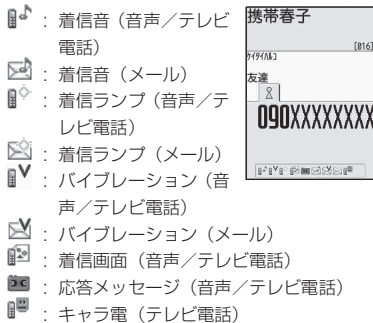 ：着信音（音声／テレビ
電話）
：着信音（メール）
：着信ランプ（音声／テ
レビ電話）
：着信ランプ（メール）
：バイブレーション（音
声／テレビ電話）
：バイブレーション（メール）
：着信画面（音声／テレビ電話）
：応答メッセージ（音声／テレビ電話）
：キャラ電（テレビ電話）
携帯春子
[016]
ｹｲﾀｲﾊﾙｺ
友達
090XXXXXXXX